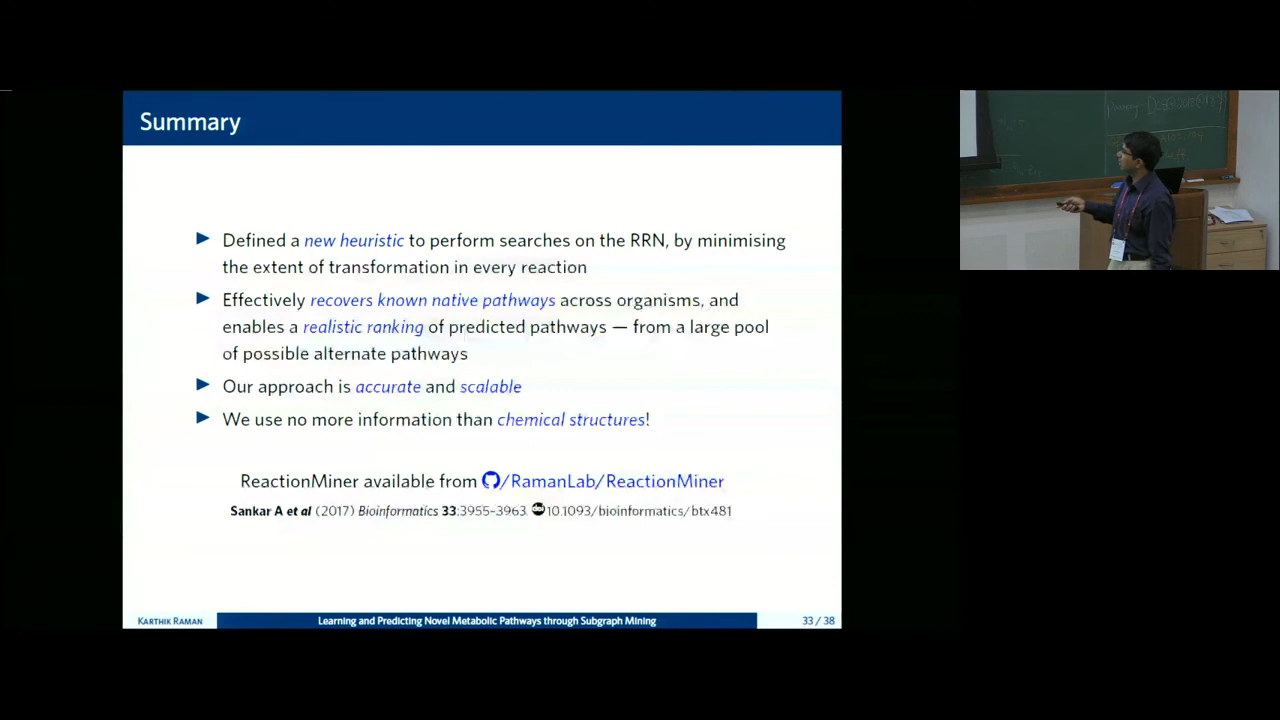 Summary
Defined a new heuristic to perform searches on the RRN, by minimising
the extent of transformation in every reaction
Effectively recovers known native pathways across organisms, and
enables a realistic ranking of predicted pathways — from a large pool
of possible alternate pathways
Our approach is accurate and scalable
We use no more information than chemical structures!
ReactionMiner available from /RamanLab/ReactionMiner
Sankar A et al (2017) Bioinformatics 33:3955–3963 doi 10.1093/bioinformatics/btx481
KARTHIK RAMAN
Learning and Predicting Novel Metabolic Pathways through Subgraph Mining
33 / 38